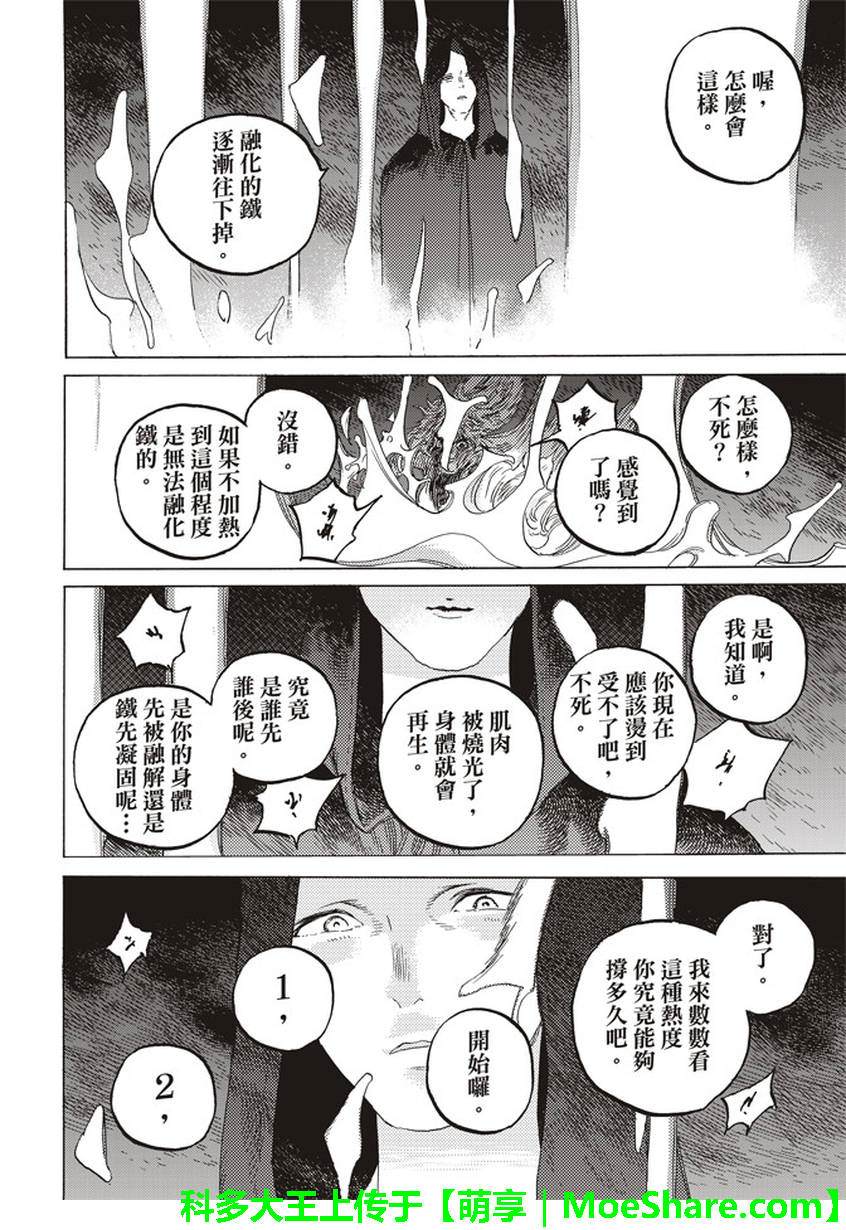 喔，
怎麼會
這樣。
融化的鐵
逐漸往下掉。
怎麼樣，
不死？
感覺到
了嗎？
沒錯。
如果不加熱
到這個程度
是無法融化
鐵的。
是啊，
我知道。
你現在
應該燙到
受不了吧，
不死。
肌肉
被燒光了，
身體就會
再生。
究竟
是誰先
誰後呢。
是你的身體
先被融解還是
鐵先凝固呢…
對了。
我來數數看
這種熱度
你究竟能夠
撐多久吧。
開始囉。
1，
2，
科多大王上传于【萌享｜MoeShare.com】